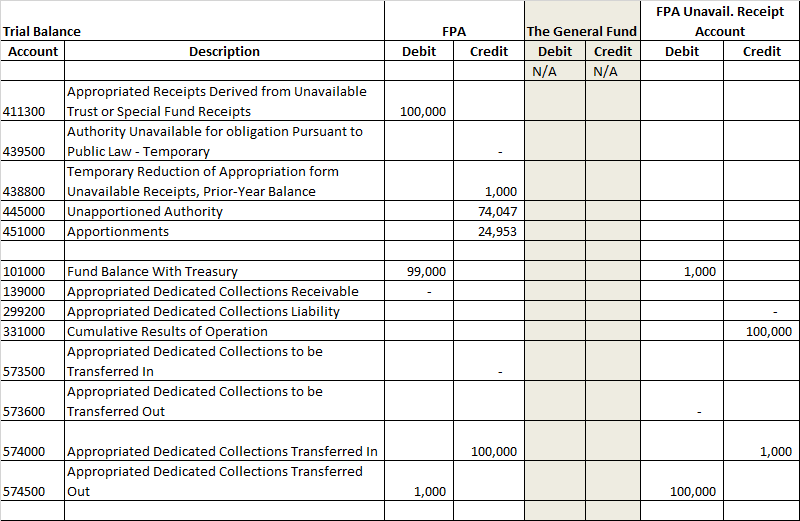 FPA Unavail. Receipt
Trial Balance FPA The General Fund Account
Account Description Debit Credit Debit Credit Debit Credit
N/A N/A
Appropriated Receipts Derived from Unavailable
411300 Trust or Special Fund Receipts 100,000
Authority Unavailable for obligation Pursuant to
439500 Public Law - Temporary -
Temporary Reduction of Appropriation form
438800 Unavailable Receipts, Prior-Year Balance 1,000
445000 Unapportioned Authority 74,047
451000 Apportionments 24,953
101000 Fund Balance With Treasury 99,000 1,000
139000 Appropriated Dedicated Collections Receivable -
299200 Appropriated Dedicated Collections Liability -
331000 Cumulative Results of Operation 100,000
Appropriated Dedicated Collections to be
573500 Transferred In -
Appropriated Dedicated Collections to be
573600 Transferred Out -
574000 Appropriated Dedicated Collections Transferred In 100,000 1,000
Appropriated Dedicated Collections Transferred
574500 Out 1,000 100,000